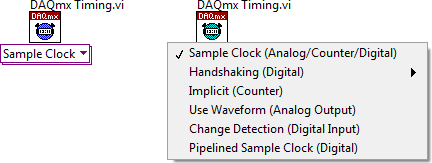 DAQmx Timing.vi DAQmx Timing.vi
DAQmx DAQmx
Sample Clock
Sample Clock (Analog/Counter/Digital)
Handshaking (Digital)
Implicit (Counter)
Use Waveform (Analog Output)
Change Detection (Digital Input)
Pipelined Sample Clock (Digital)